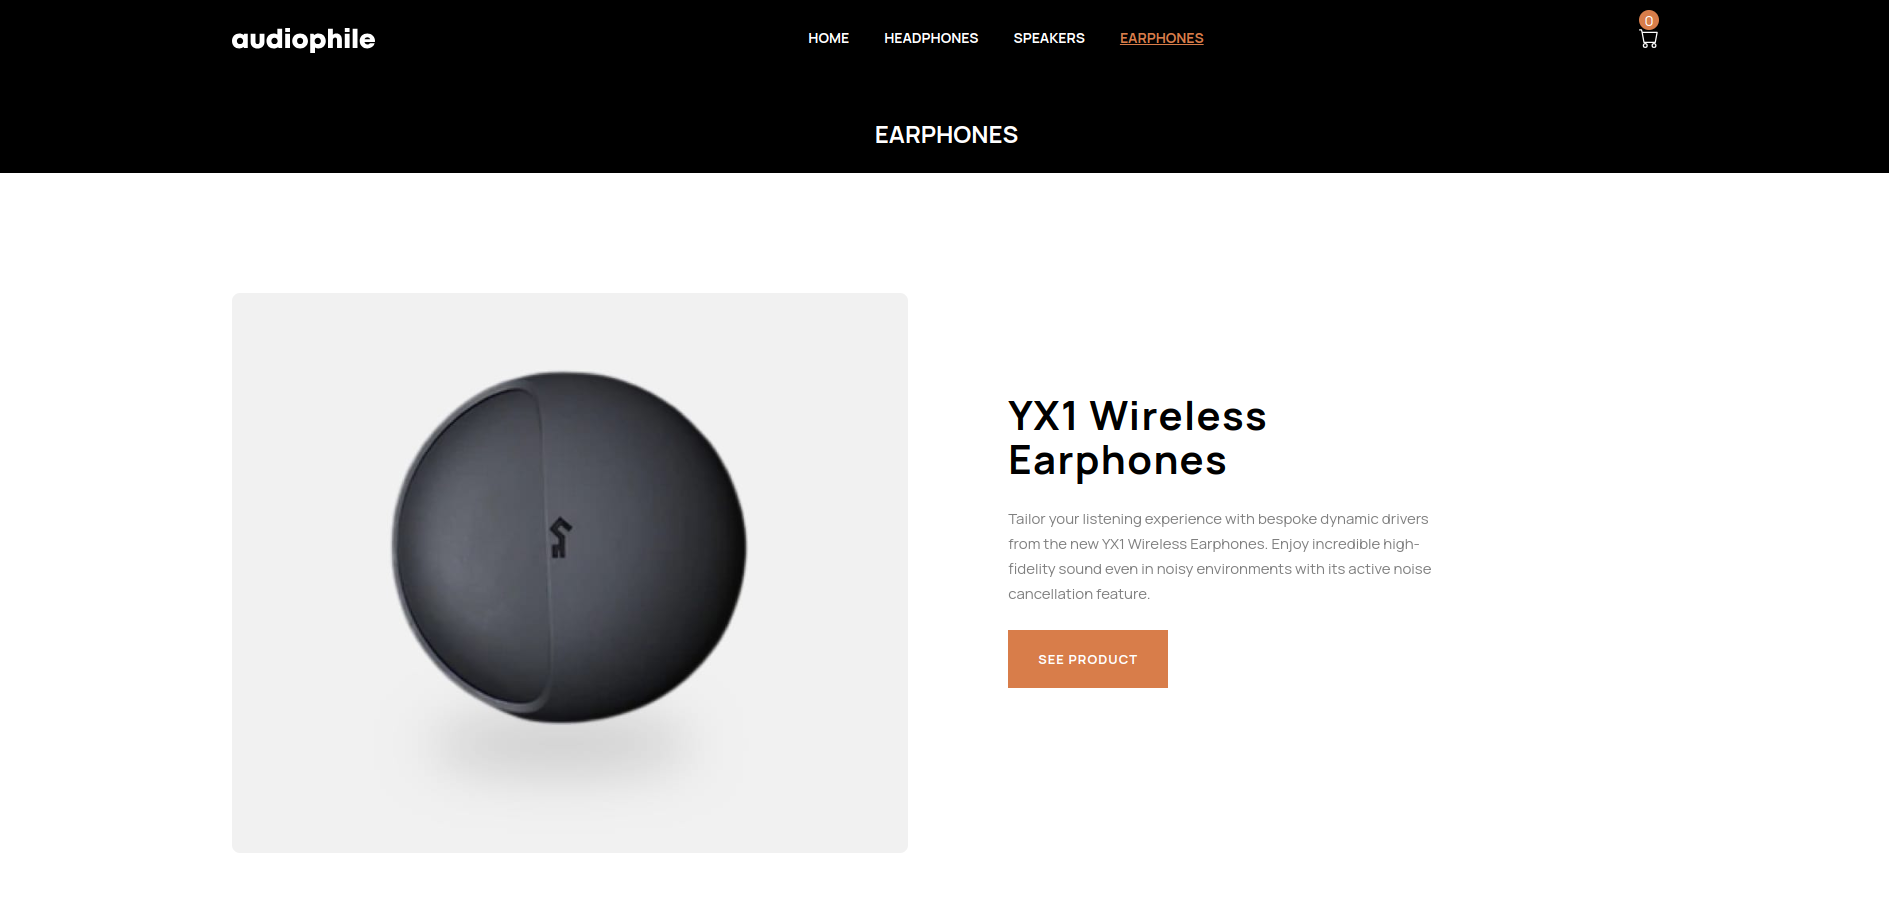 audiophile
HOME HEADPHONES SPEAKERS EARPHONES
0
EARPHONES
YX1 Wireless
Earphones
Tailor your listening experience with bespoke dynamic drivers
from the new YX1 Wireless Earphones. Enjoy incredible high-
fidelity sound even in noisy environments with its active noise
cancellation feature.
SEE PRODUCT